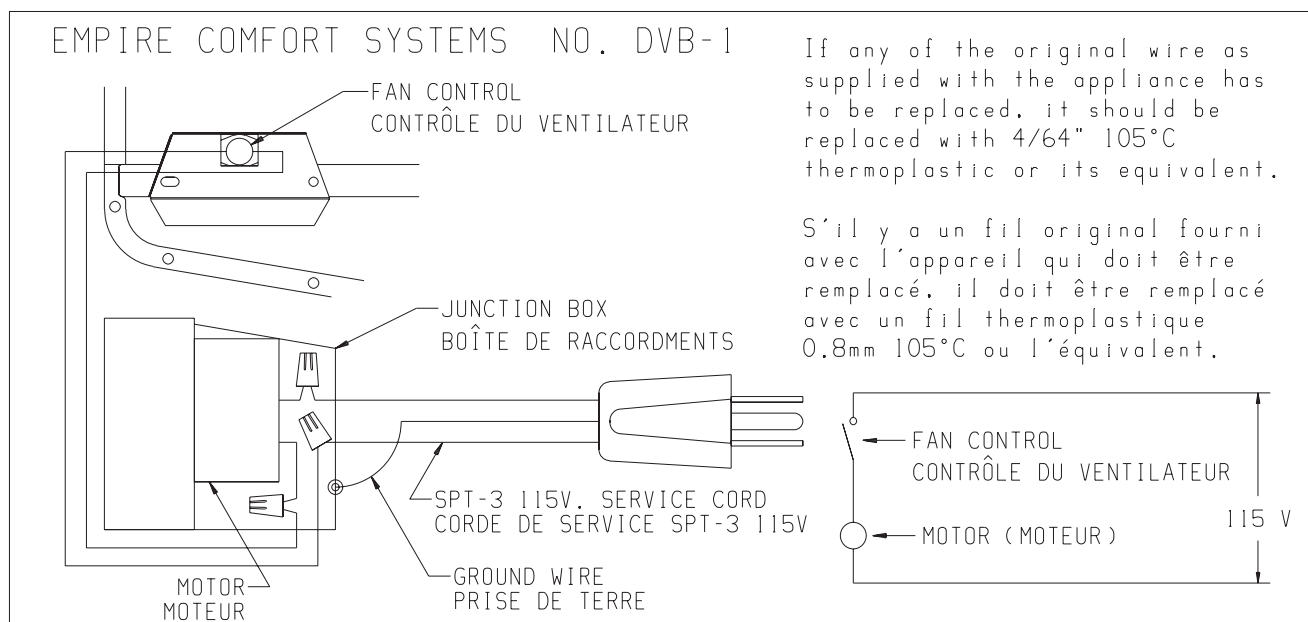 EMPIRE COMFORT SYSTEMS NO. DVB-1
FAN CONTROL
CONTRÔLE DU VENTILATEUR
JUNCTION BOX
BOÎTE DE RACCORDMENTS
SPT-3 115V. SERVICE CORD
CORDE DE SERVICE SPT-3 115V
GROUND WIRE
PRISE DE TERRE
MOTOR
MOTEUR
If any of the original wire as
supplied with the appliance has
to be replaced, it should be
replaced with 4/64" 105°C
thermoplastic or its equivalent.
S'il y a un fil original fourni
avec l'appareil qui doit être
remplacé, il doit être remplacé
avec un fil thermoplastique
0.8mm 105°C ou l'équivalent.
FAN CONTROL
CONTRÔLE DU VENTILATEUR
115 V
MOTOR (MOTEUR)